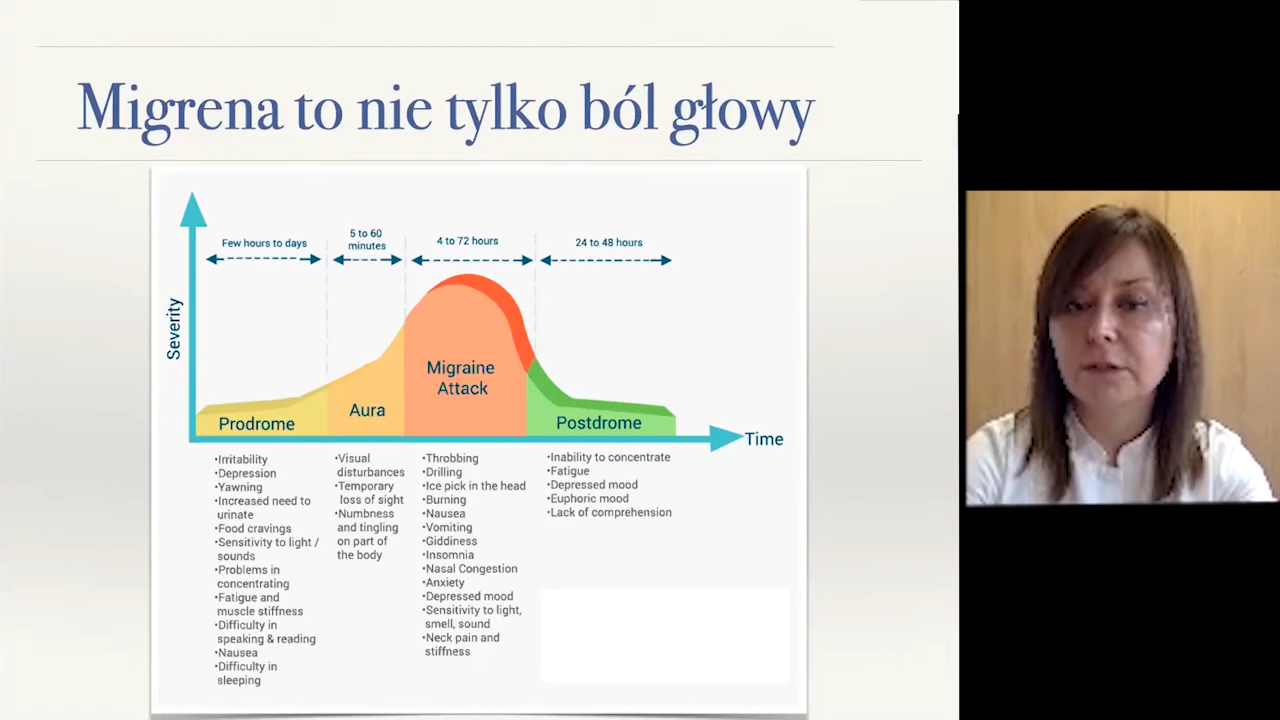 Migrena to nie tylko ból głowy
Few hours to days
5 to 60
minutes
4 to 72 hours
24 to 48 hours
Severity
Prodrome
Aura
Migraine
Attack
Postdrome
Time
•Irritability
•Depression
•Yawning
•Increased need to
urinate
•Food cravings
•Sensitivity to light /
sounds
•Problems in
concentrating
•Fatigue and
muscle stiffness
•Difficulty in
speaking & reading
•Nausea
•Difficulty in
sleeping
•Visual
disturbances
•Temporary
loss of sight
•Numbness
and tingling
on part of
the body
•Throbbing
•Drilling
•Ice pick in the head
•Burning
•Nausea
•Vomiting
•Giddiness
•Insomnia
•Nasal Congestion
•Anxiety
•Depressed mood
•Sensitivity to light,
smell, sound
•Neck pain and
stiffness
•Inability to concentrate
•Fatigue
•Depressed mood
•Euphoric mood
•Lack of comprehension